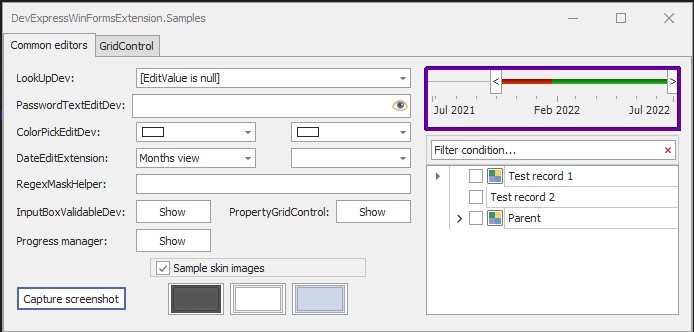 DevExpressWinFormsExtension.Samples
Common editors
GridControl
LookUpDev:
[EditValue is null]
PasswordTextEditDev:
ColorPickEditDev:
DateEditExtension:
Months view
RegexMaskHelper:
InputBoxValidableDev:
Show
PropertyGridControl:
Show
Progress manager:
Show
Sample skin images
Capture screenshot
Jul 2021
Feb 2022
Jul 2022
Filter condition...
Test record 1
Test record 2
Parent